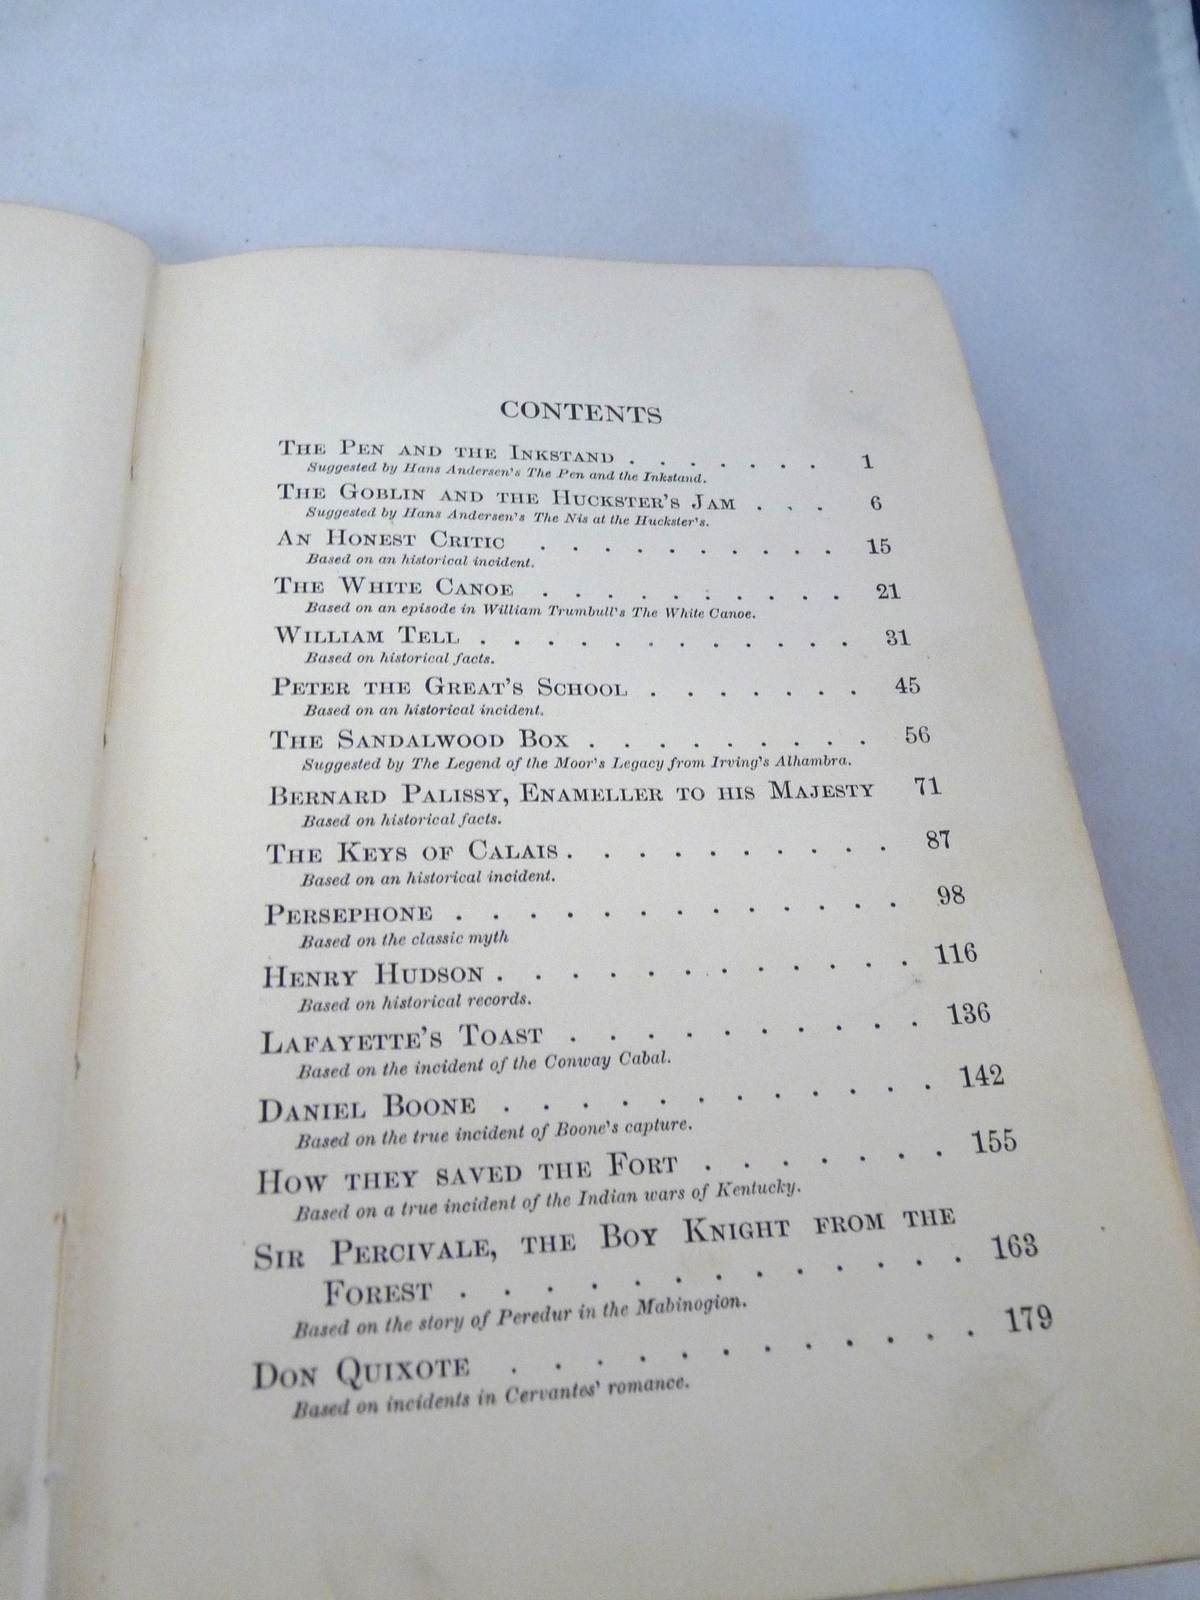 CONTENTS
THE PEN AND THE INKSTAND . . . . . . . 1
Suggested by Hans Andersen's The Pen and the Inkstand.
THE GOBLIN AND THE HUCKSTER'S JAM . . . 6
Suggested by Hans Andersen's The Nis at the Huckster's.
AN HONEST CRITIC . . . . . . . . . . 15
Based on an historical incident.
THE WHITE CANOE . . . . . . . . . . 21
Based on an episode in William Trumbull's The White Canoe.
WILLIAM TELL . . . . . . . . . . . . 31
Based on historical facts.
PETER THE GREAT'S SCHOOL . . . . . . . 45
Based on an historical incident.
THE SANDALWOOD BOX . . . . . . . . . 56
Suggested by The Legend of the Moor's Legacy from Irving's Alhambra.
BERNARD PALISSY, ENAMELLER TO HIS MAJESTY 71
Based on historical facts.
THE KEYS OF CALAIS . . . . . . . . . . 87
Based on an historical incident.
PERSEPHONE . . . . . . . . . . . . . 98
Based on the classic myth
HENRY HUDSON . . . . . . . . . . . . 116
Based on historical records.
LAFAYETTE'S TOAST . . . . . . . . . . 136
Based on the incident of the Conway Cabal.
DANIEL BOONE . . . . . . . . . . . . 142
Based on the true incident of Boone's capture.
HOW THEY SAVED THE FORT . . . . . . . 155
Based on a true incident of the Indian wars of Kentucky.
SIR PERCIVALE, THE BOY KNIGHT FROM THE
FOREST . . . . . . . . . . . . 163
Based on the story of Peredur in the Mabinogion.
DON QUIXOTE . . . . . . . . . . . . 179
Based on incidents in Cervantes' romance.